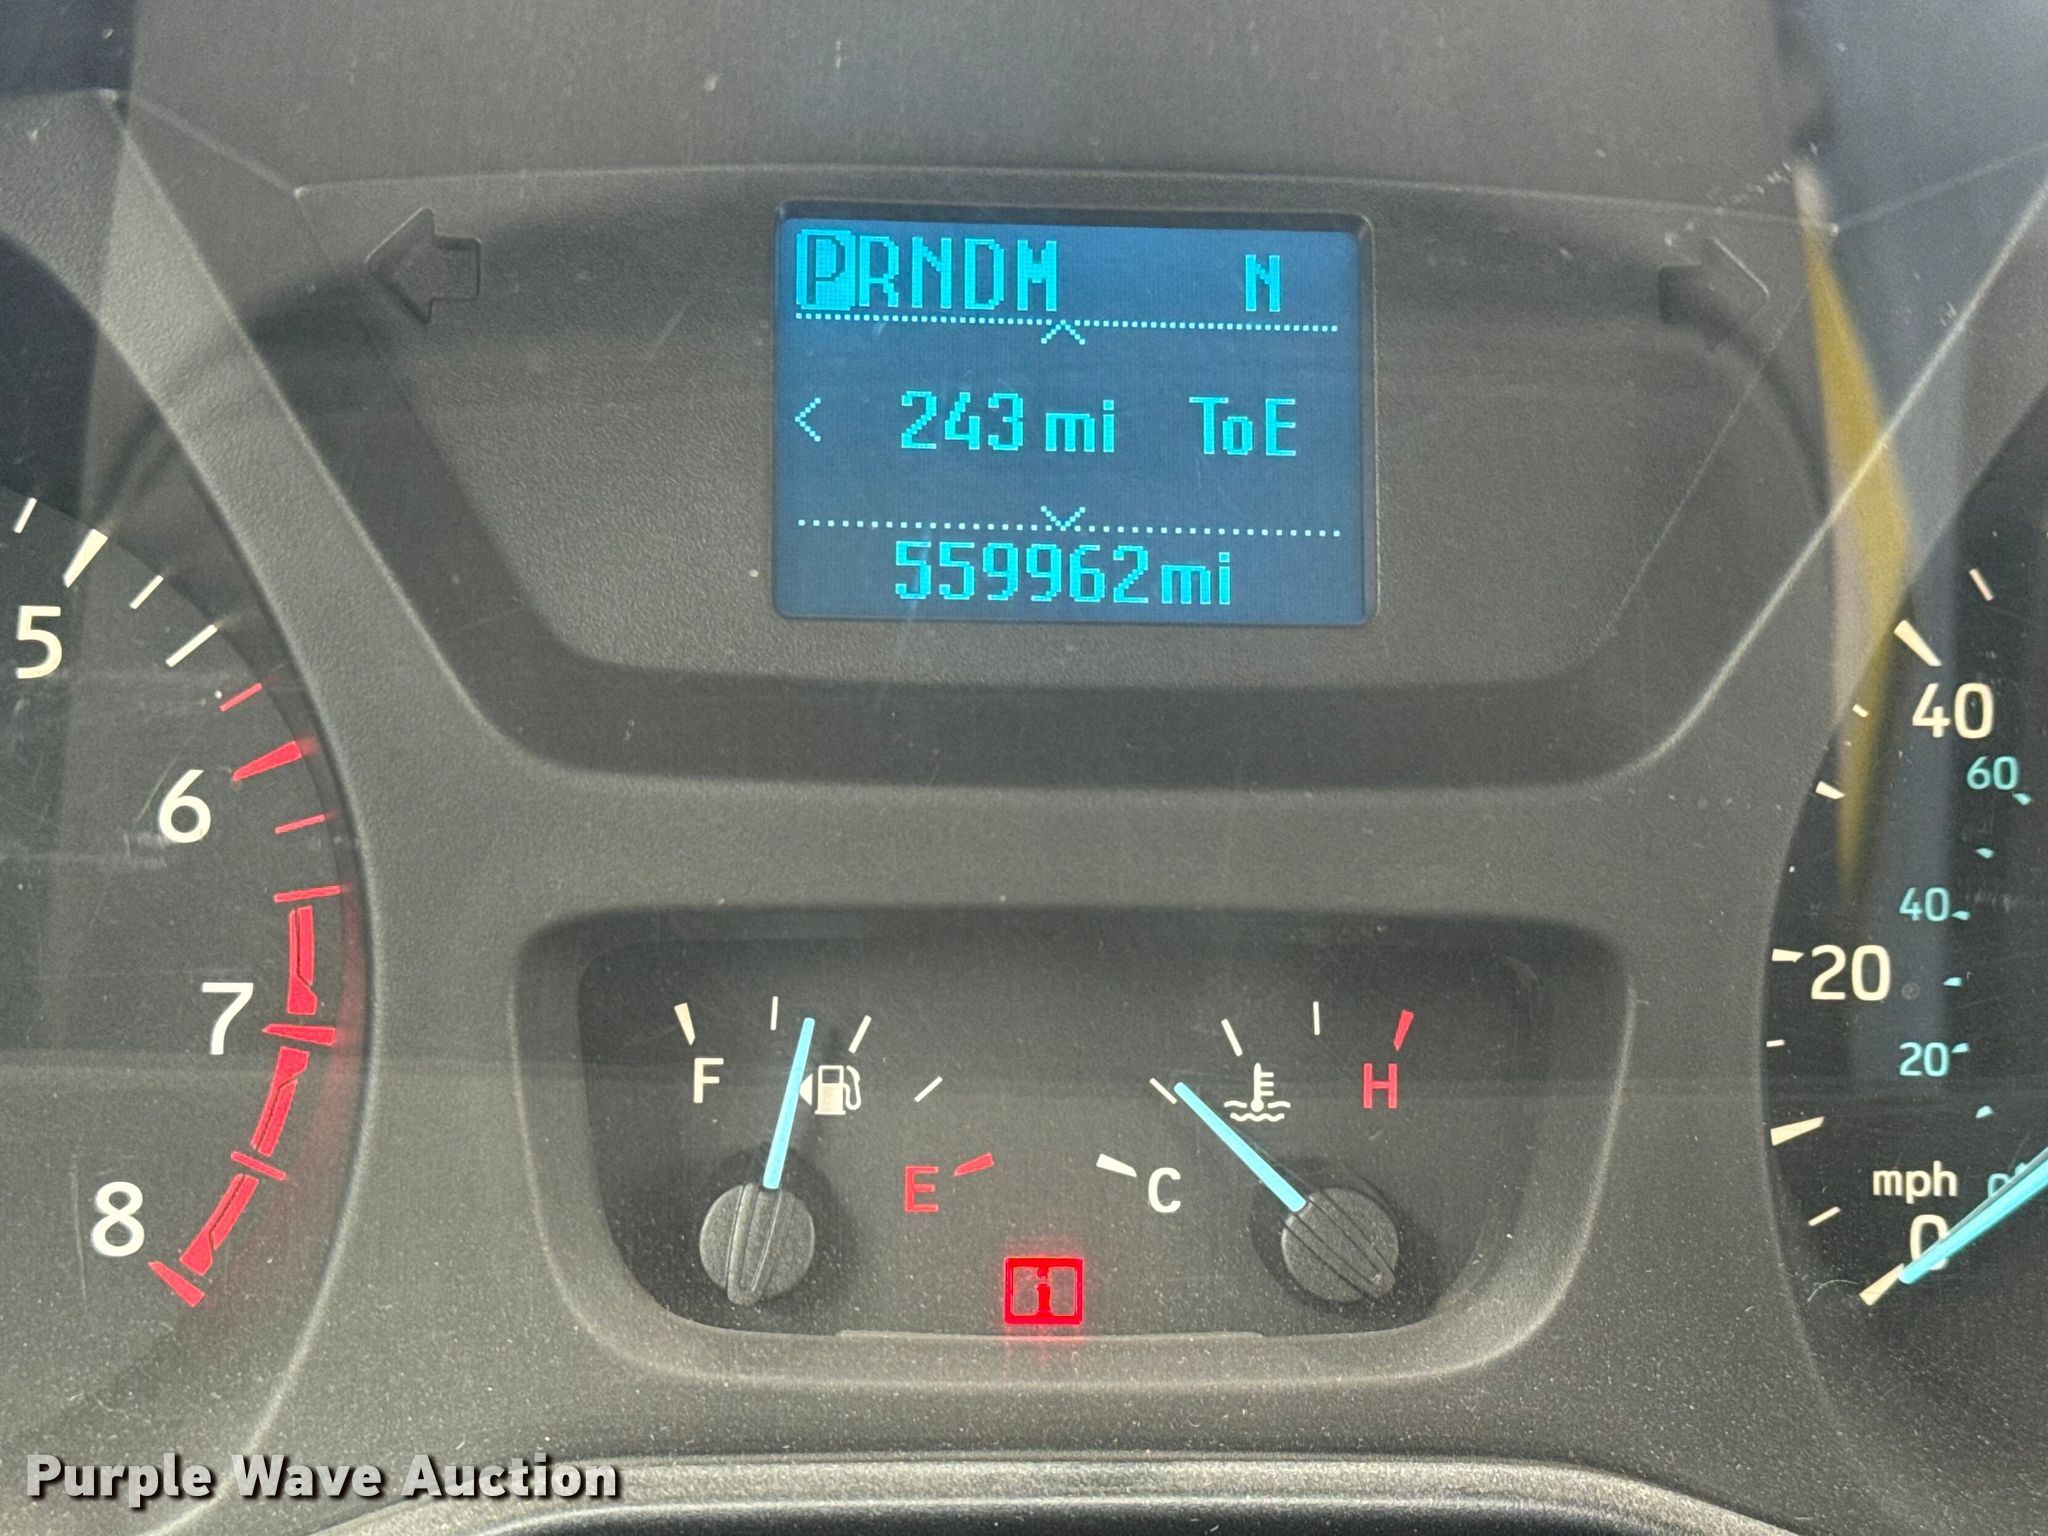 PRNDM N
243 mi ToE
559962mi
5
6
7
8
40
60
40
20
20
mph
0
F
E
C
H
i
Purple Wave Auction